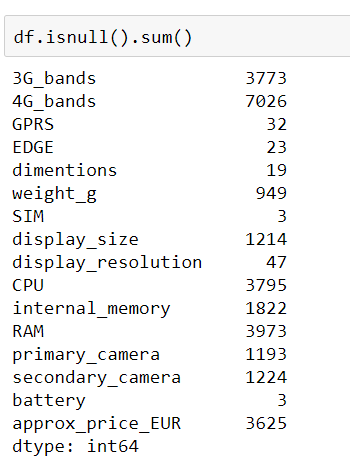 df.isnull().sum()
3G_bands 3773
4G_bands 7026
GPRS 32
EDGE 23
dimentions 19
weight_g 949
SIM 3
display_size 1214
display_resolution 47
CPU 3795
internal_memory 1822
RAM 3973
primary_camera 1193
secondary_camera 1224
battery 3
approx_price_EUR 3625
dtype: int64